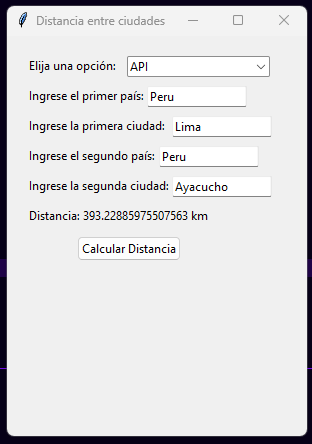 Distancia entre ciudades
Elija una opción: API
Ingrese el primer país: Peru
Ingrese la primera ciudad: Lima
Ingrese el segundo país: Peru
Ingrese la segunda ciudad: Ayacucho
Distancia: 393.22885975507563 km
Calcular Distancia